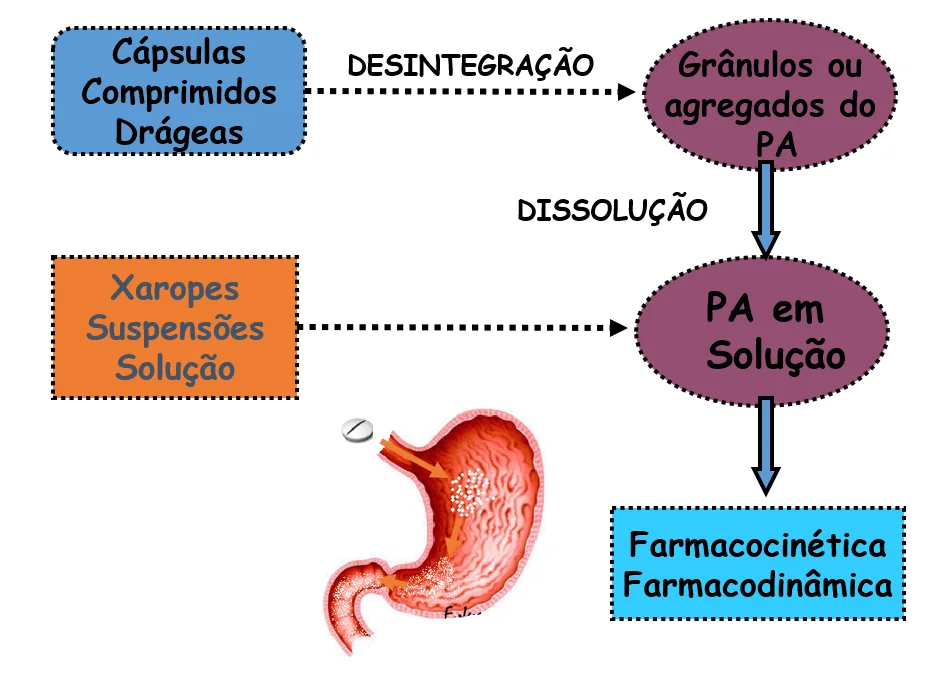 Cápsulas
Comprimidos
Drágeas
DESINTEGRAÇÃO
Grânulos ou
agregados do
PA
DISSOLUÇÃO
Xaropes
Suspensões
Solução
PA em
Solução
Farmacocinética
Farmacodinâmica